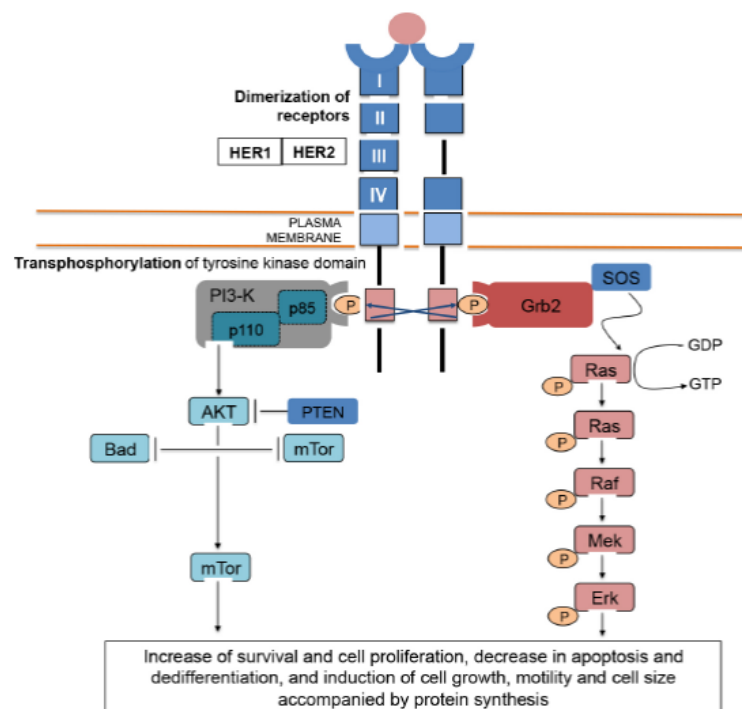 I
Dimerization of
receptors
II
HER1 HER2
III
IV
PLASMA
MEMBRANE
Transphosphorylation of tyrosine kinase domain
SOS
PI3-K
p85
P
P
Grb2
p110
GDP
Ras
P
GTP
AKT
PTEN
Ras
P
Bad
mTor
Raf
P
Mek
P
mTor
Erk
P
Increase of survival and cell proliferation, decrease in apoptosis and
dedifferentiation, and induction of cell growth, motility and cell size
accompanied by protein synthesis